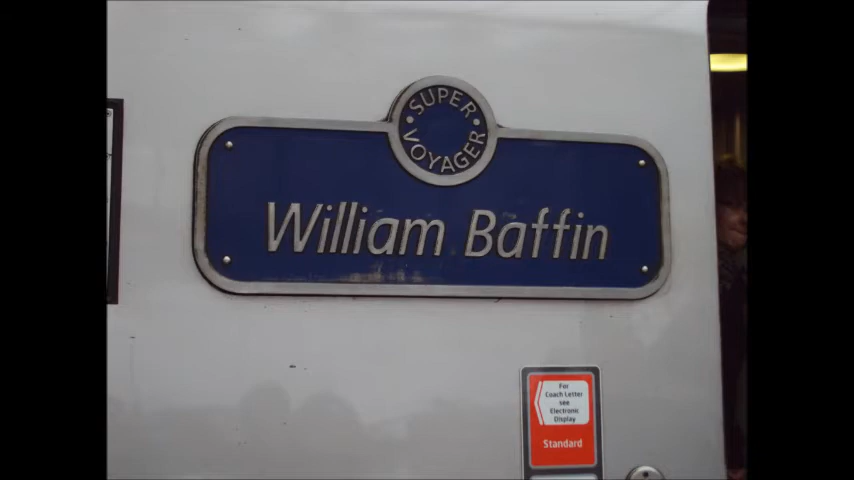 SUPER
VOYAGER
William Baffin
For
Coach Letter
see
Electronic
Display
Standard